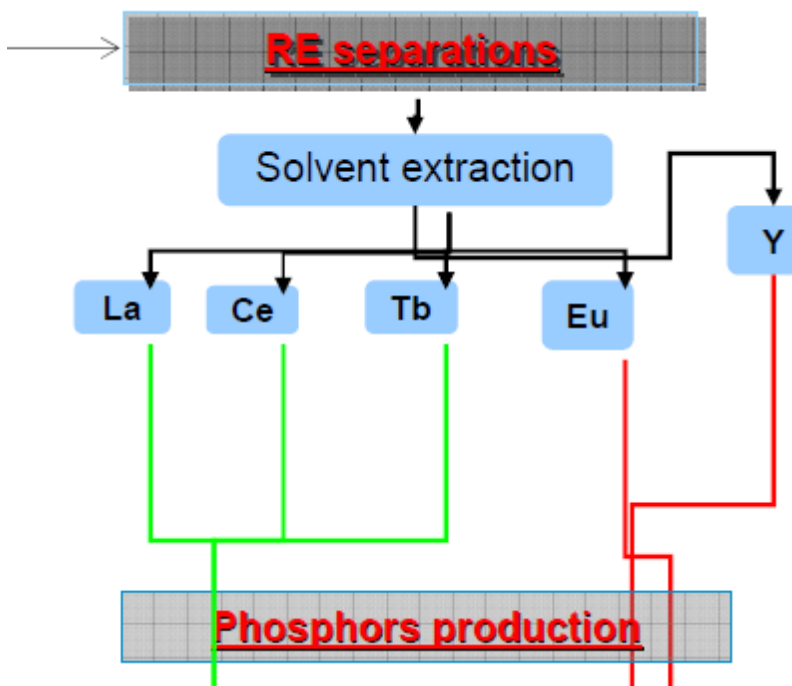 RE separations
Solvent extraction
Y
La
Ce
Tb
Eu
Phosphors production